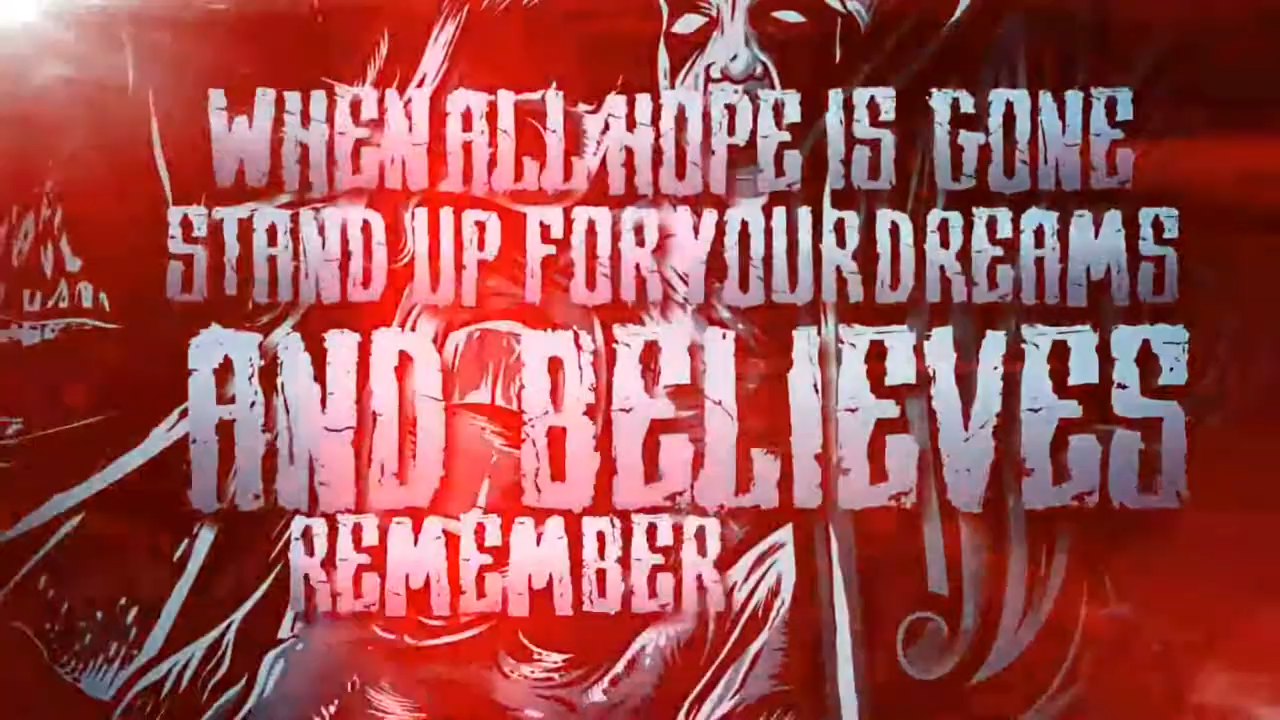 WHEN ALL HOPE IS GONE
STAND UP FOR YOUR DREAMS
AND BELIEVES
REMEMBER